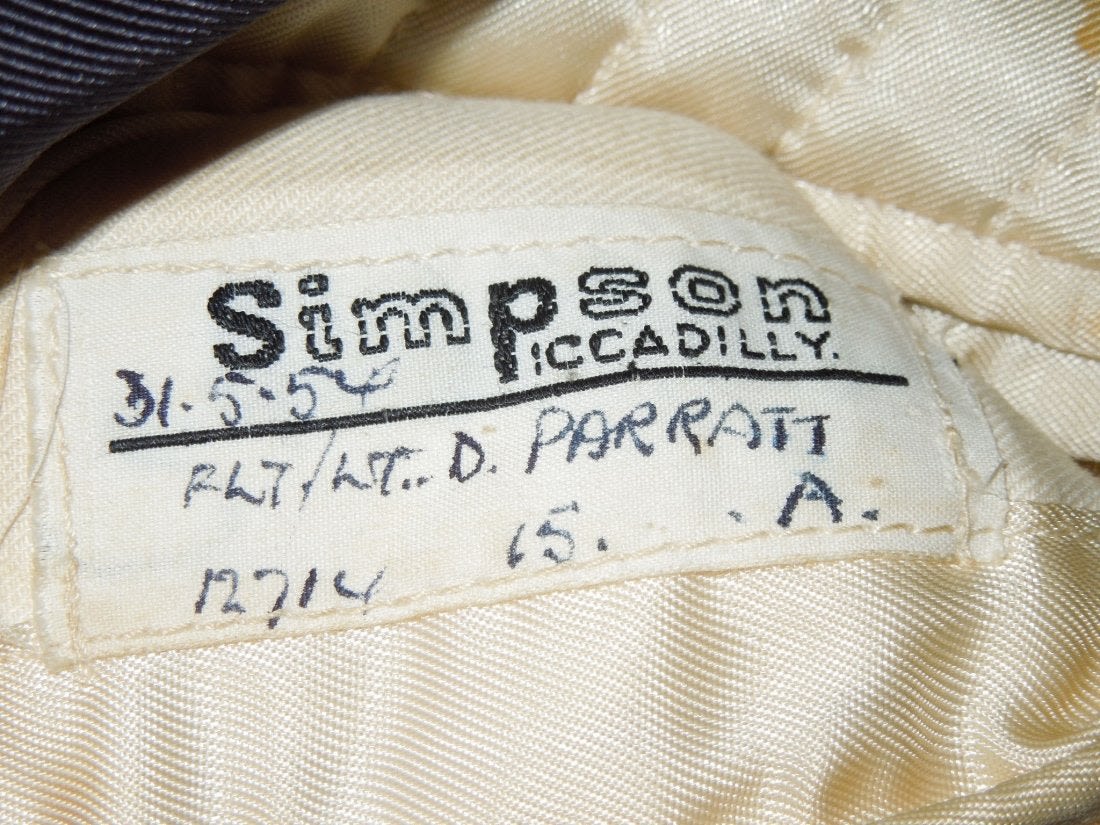 Simpson
PICCADILLY.
31.5.54
FLT/LT.. D. PARRATT
15. . A.
12714